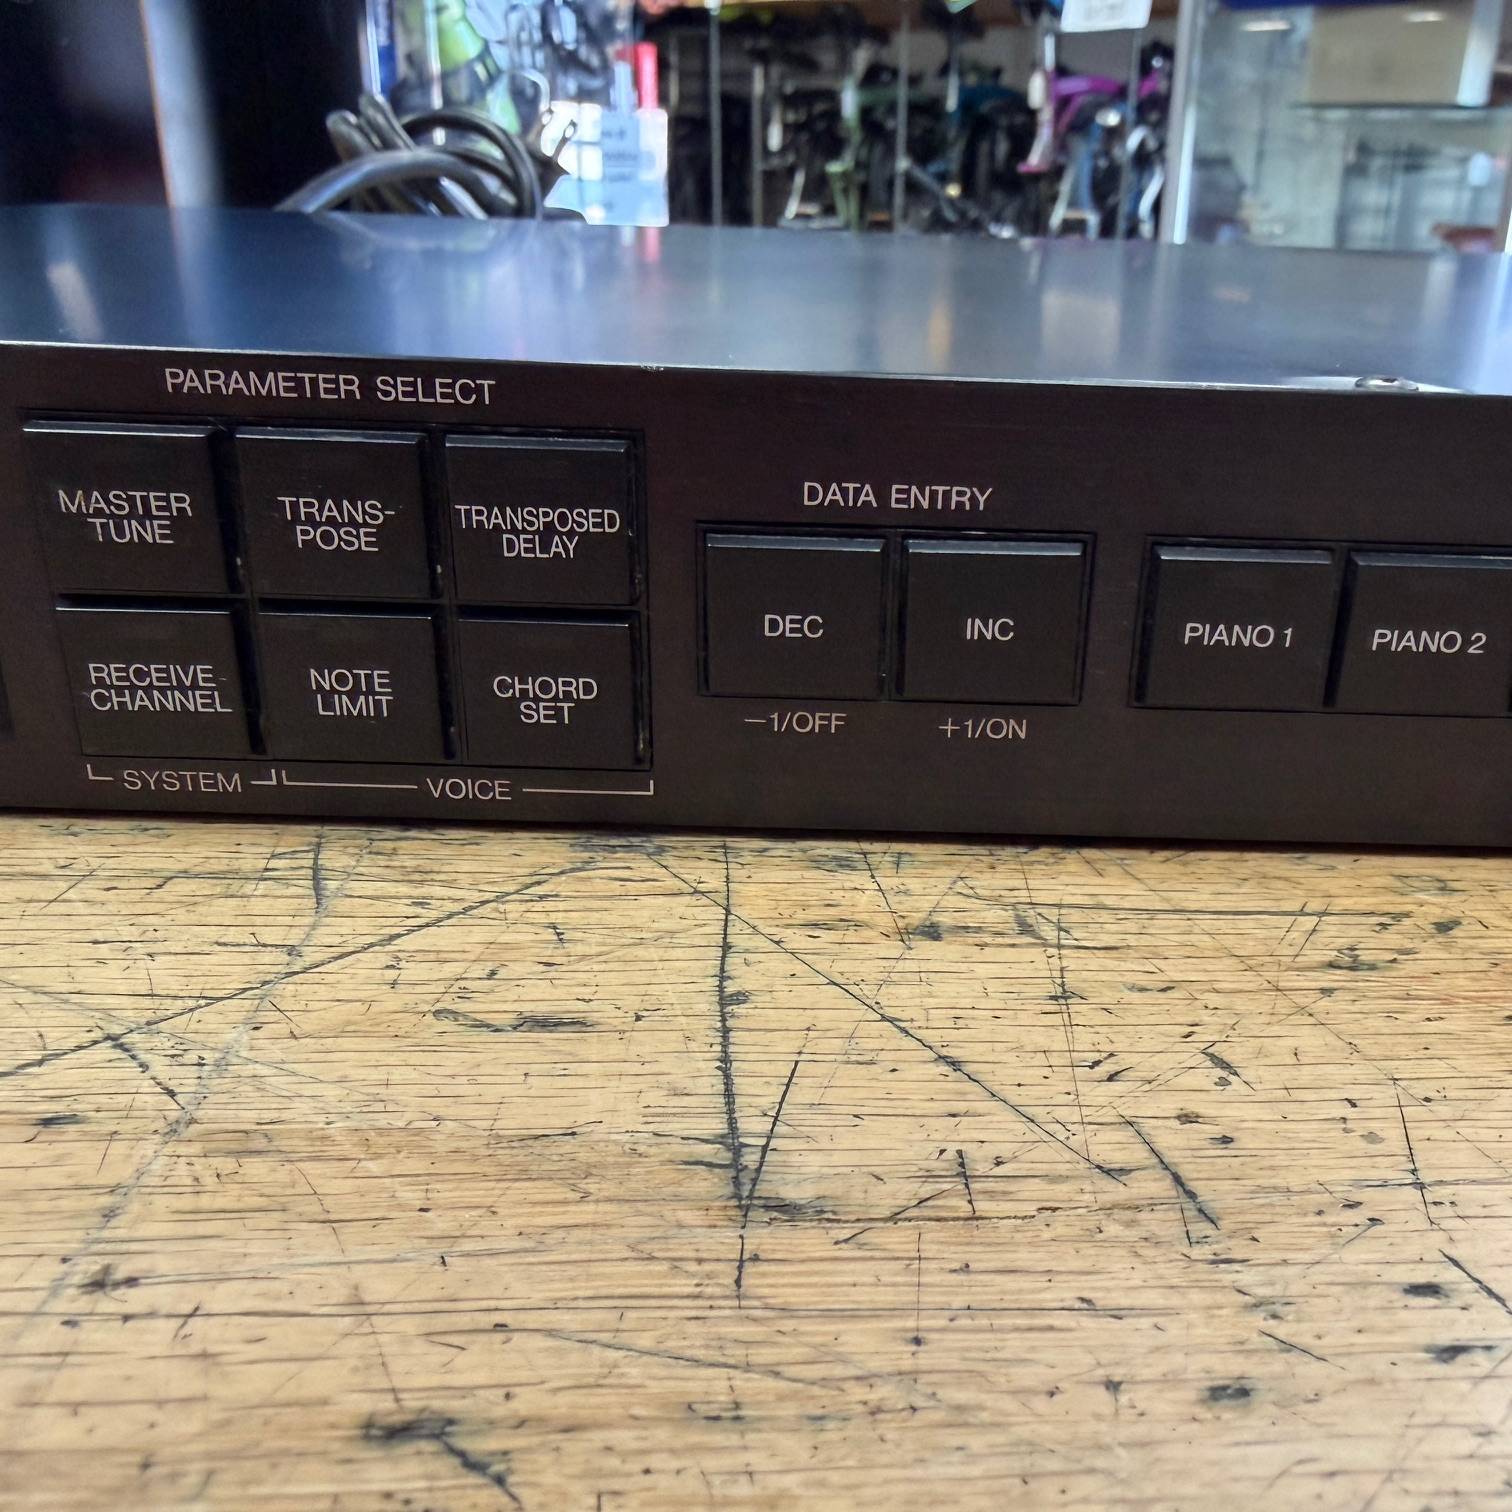 PARAMETER SELECT
MASTER
TUNE
TRANS-
POSE
TRANSPOSED
DELAY
RECEIVE
CHANNEL
NOTE
LIMIT
CHORD
SET
SYSTEM
VOICE
DATA ENTRY
DEC
INC
−1/OFF
+1/ON
PIANO 1
PIANO 2